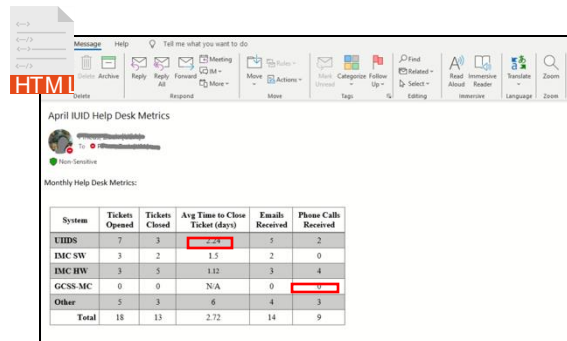 <--->
<--/>
<--->
<--/>
HTML
Message Help Tell me what you want to do
Delete Archive Reply Reply All Forward Meeting IM More Move Rules Actions Mark Unread Categorize Follow Up Find Related Select Read Aloud Immersive Reader Translate Zoom
Delete Respond Move Tags Editing Immersive Language Zoom
April IUID Help Desk Metrics
To
Non-Sensitive
Monthly Help Desk Metrics:
System Tickets Opened Tickets Closed Avg Time to Close Ticket (days) Emails Received Phone Calls Received
UIIDS 7 3 2.24 5 2
IMC SW 3 2 1.5 2 0
IMC HW 3 5 1.12 3 4
GCSS-MC 0 0 N/A 0 0
Other 5 3 6 4 3
Total 18 13 2.72 14 9